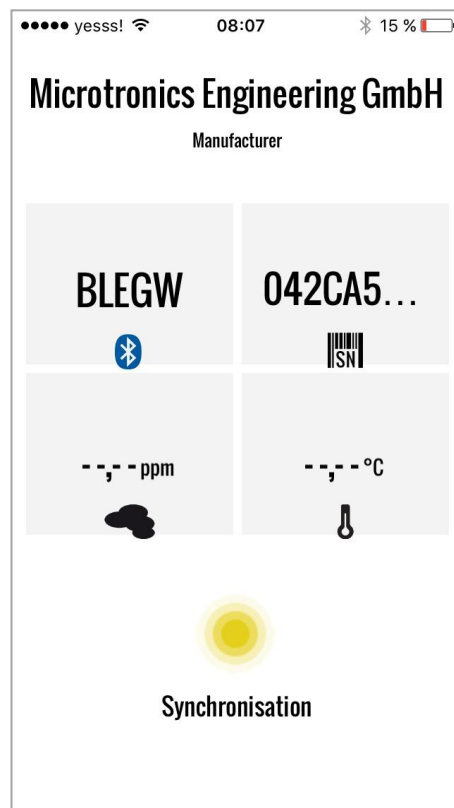 yesss! 08:07 15 %
Microtronics Engineering GmbH
Manufacturer
BLEGW 042CA5...
SN
--,--ppm --,--°C
Synchronisation